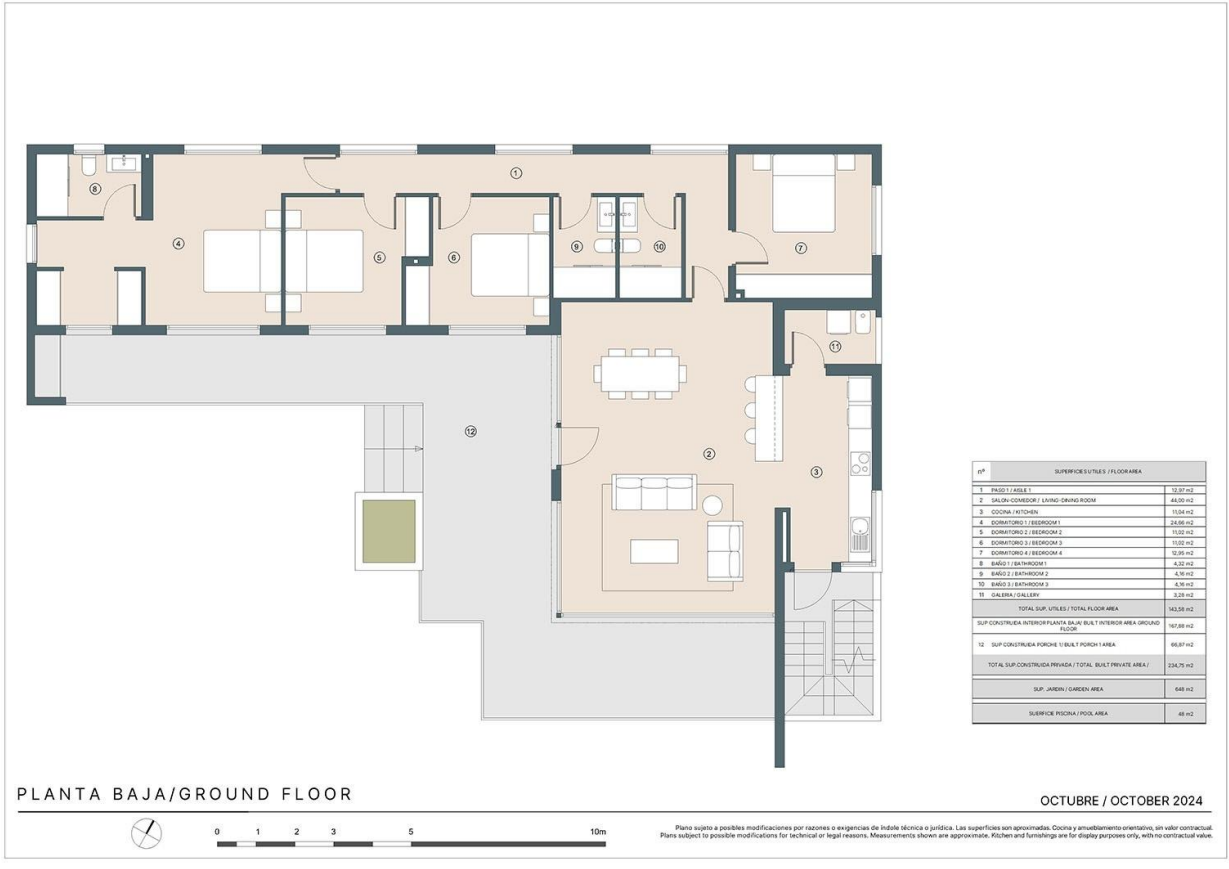 1
8
4
9
10
5
6
7
11
12
2
3
nº SUPERFICIES UTILES / FLOOR AREA
1 PASO 1 / AISLE 1 12,97 m2
2 SALON-COMEDOR / LIVING-DINING ROOM 44,00 m2
3 COCINA / KITCHEN 11,04 m2
4 DORMITORIO 1 / BEDROOM 1 24,66 m2
5 DORMITORIO 2 / BEDROOM 2 11,02 m2
6 DORMITORIO 3 / BEDROOM 3 11,02 m2
7 DORMITORIO 4 / BEDROOM 4 12,95 m2
8 BAÑO 1 / BATHROOM 1 4,32 m2
9 BAÑO 2 / BATHROOM 2 4,16 m2
10 BAÑO 3 / BATHROOM 3 4,16 m2
11 GALERIA / GALLERY 3,28 m2
TOTAL SUP. UTILES / TOTAL FLOOR AREA 143,58 m2
SUP CONSTRUIDA INTERIOR PLANTA BAJA/ BUILT INTERIOR AREA GROUND
FLOOR 167,88 m2
12 SUP CONSTRUIDA PORCHE 1/ BUILT PORCH 1 AREA 66,87 m2
TOTAL SUP.CONSTRUIDA PRIVADA / TOTAL BUILT PRIVATE AREA / 234,75 m2
SUP. JARDIN / GARDEN AREA 648 m2
SUERFICIE PISCINA / POOL AREA 48 m2
PLANTA BAJA/GROUND FLOOR
OCTUBRE / OCTOBER 2024
0 1 2 3 5 10m
Plano sujeto a posibles modificaciones por razones o exigencias de índole técnica o jurídica. Las superficies son aproximadas. Cocina y amueblamiento orientativo, sin valor contractual.
Plans subject to possible modifications for technical or legal reasons. Measurements shown are approximate. Kitchen and furnishings are for display purposes only, with no contractual value.